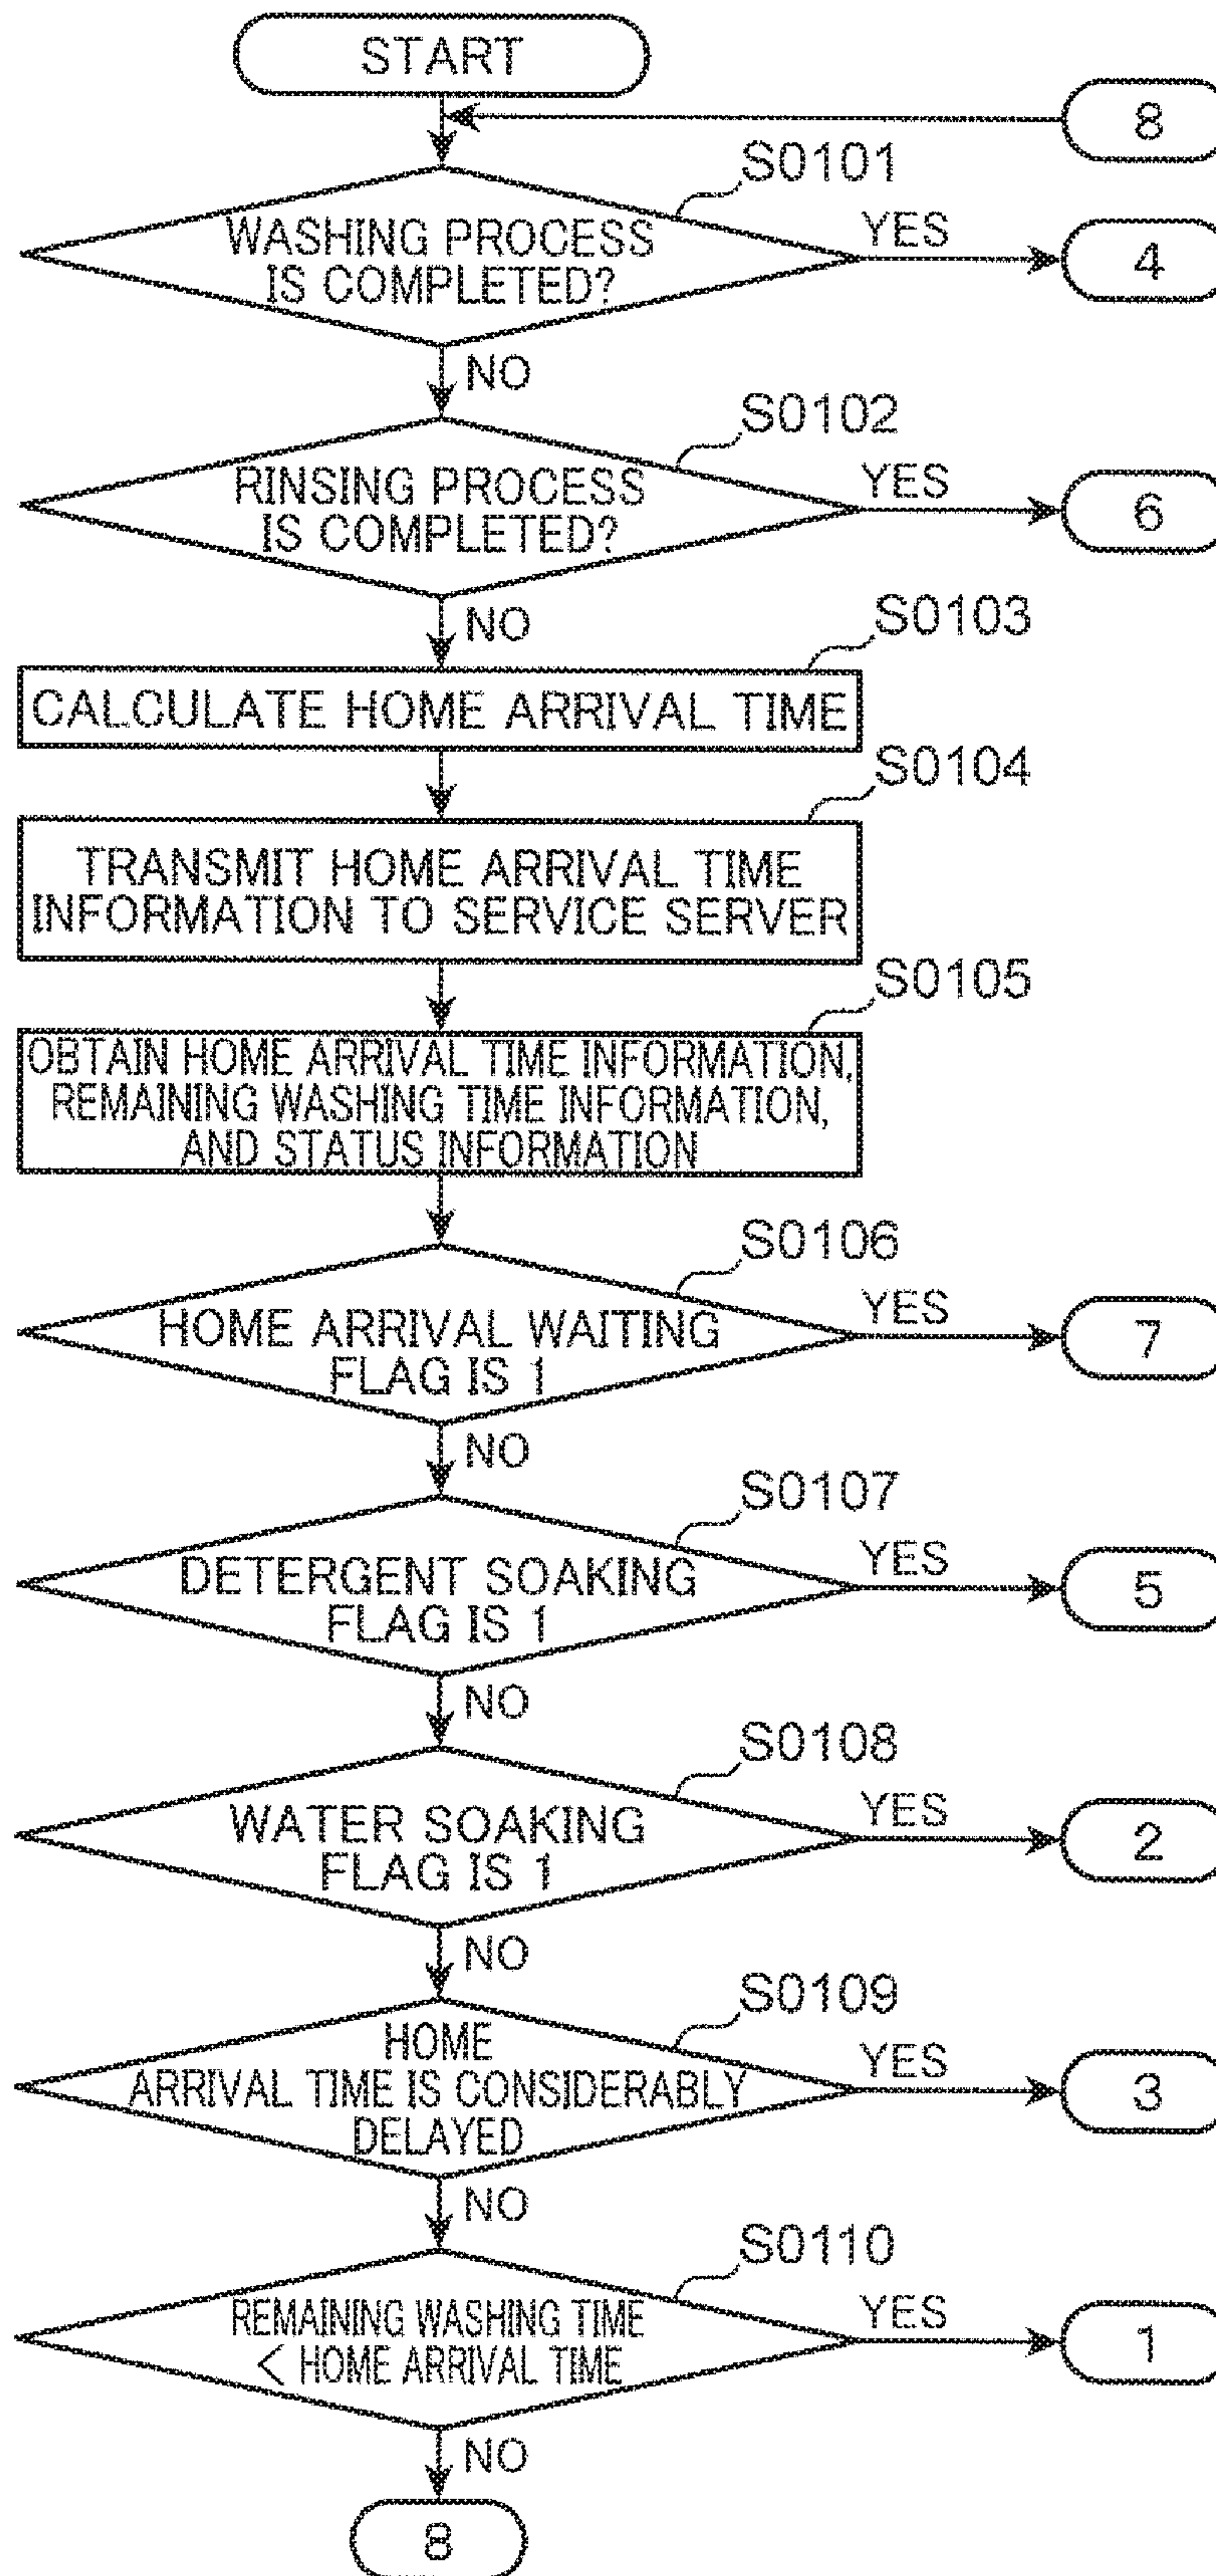 START
8
S0101
WASHING PROCESS
IS COMPLETED?
YES
4
NO
S0102
RINSING PROCESS
IS COMPLETED?
YES
6
NO
S0103
CALCULATE HOME ARRIVAL TIME
S0104
TRANSMIT HOME ARRIVAL TIME
INFORMATION TO SERVICE SERVER
S0105
OBTAIN HOME ARRIVAL TIME INFORMATION,
REMAINING WASHING TIME INFORMATION,
AND STATUS INFORMATION
S0106
HOME ARRIVAL WAITING
FLAG IS 1
YES
7
NO
S0107
DETERGENT SOAKING
FLAG IS 1
YES
5
NO
S0108
WATER SOAKING
FLAG IS 1
YES
2
NO
S0109
HOME
ARRIVAL TIME IS CONSIDERABLY
DELAYED
YES
3
NO
S0110
REMAINING WASHING TIME
< HOME ARRIVAL TIME
YES
1
NO
8